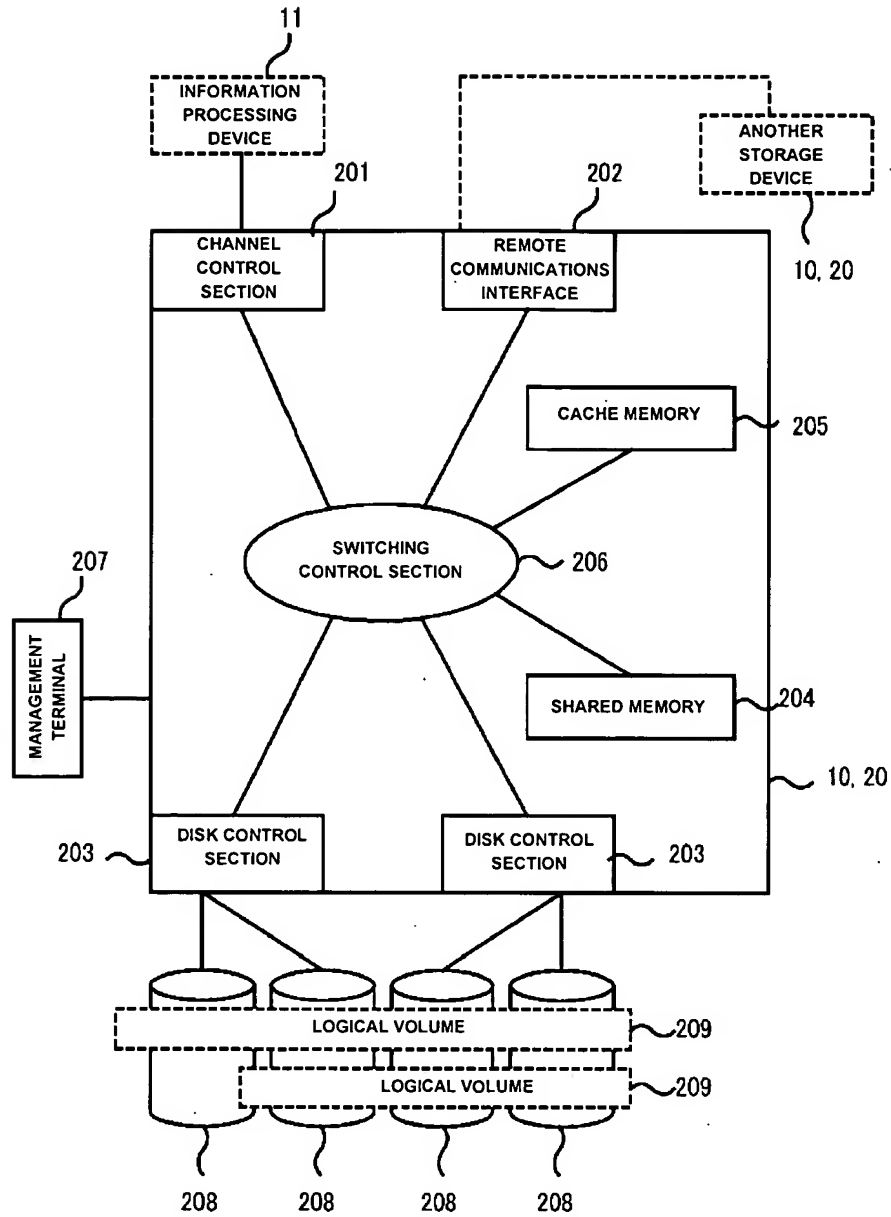 11
INFORMATION
PROCESSING
DEVICE
ANOTHER
STORAGE
DEVICE
201
202
10, 20
CHANNEL
CONTROL
SECTION
REMOTE
COMMUNICATIONS
INTERFACE
CACHE MEMORY
205
SWITCHING
CONTROL SECTION
206
207
MANAGEMENT
TERMINAL
SHARED MEMORY
204
10, 20
203
DISK CONTROL
SECTION
DISK CONTROL
SECTION
203
LOGICAL VOLUME
209
LOGICAL VOLUME
209
208
208
208
208